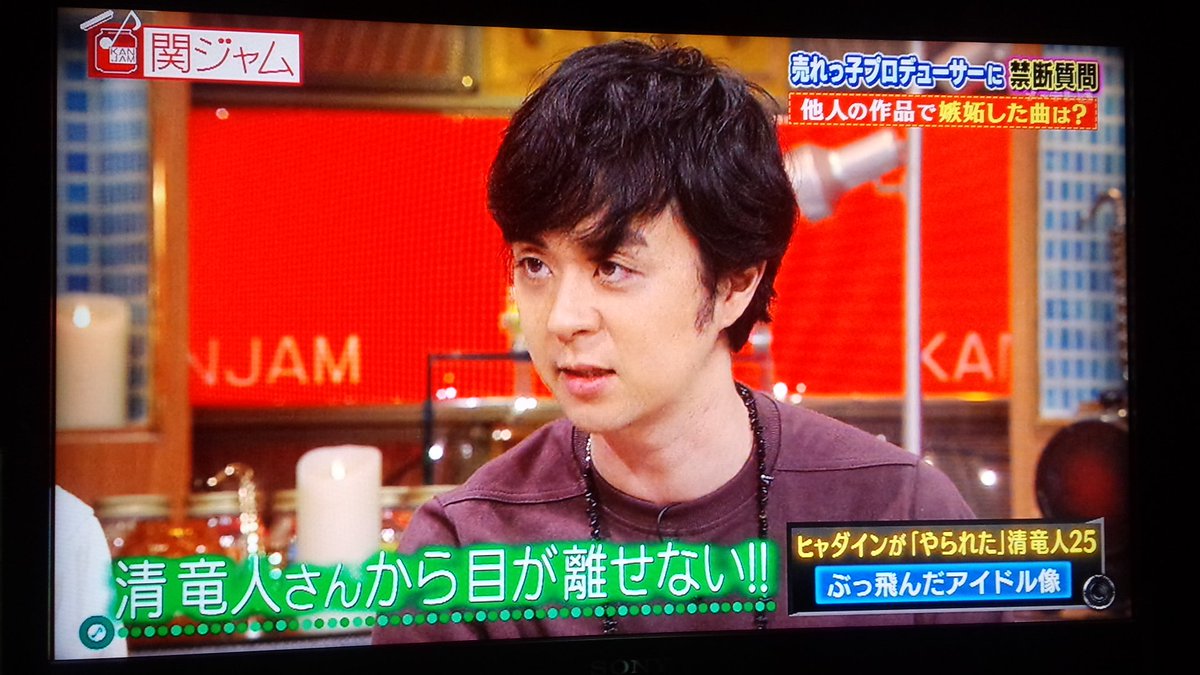 KAN
JAM
関ジャム
売れっ子プロデューサーに禁断質問
他人の作品で嫉妬した曲は?
NJAM
KAN
清竜人さんから目が離せない!!
ヒャダインが「やられた」清竜人25
ぶっ飛んだアイドル像
SONY